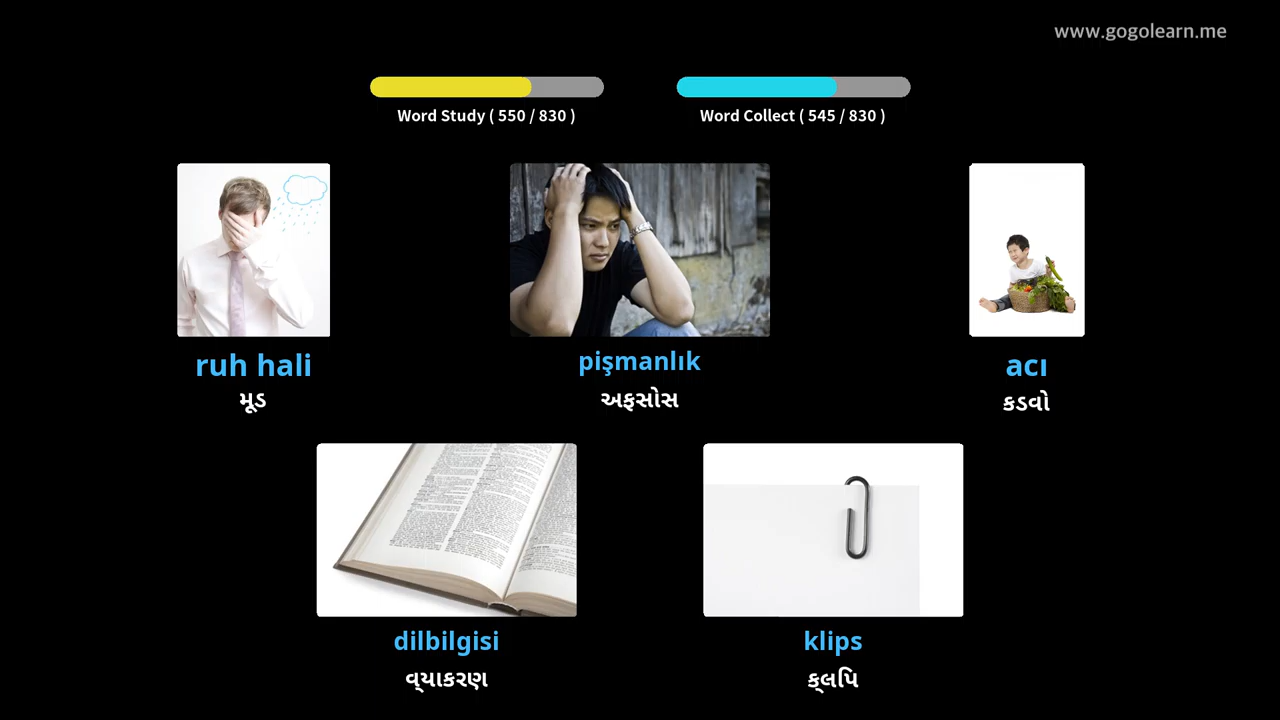 www.gogolearn.me
Word Study ( 550 / 830 )
Word Collect ( 545 / 830 )
ruh hali
મૂડ
pişmanlık
અફસોસ
acı
કડવો
dilbilgisi
વ્યાકરણ
klips
ક્લપિ